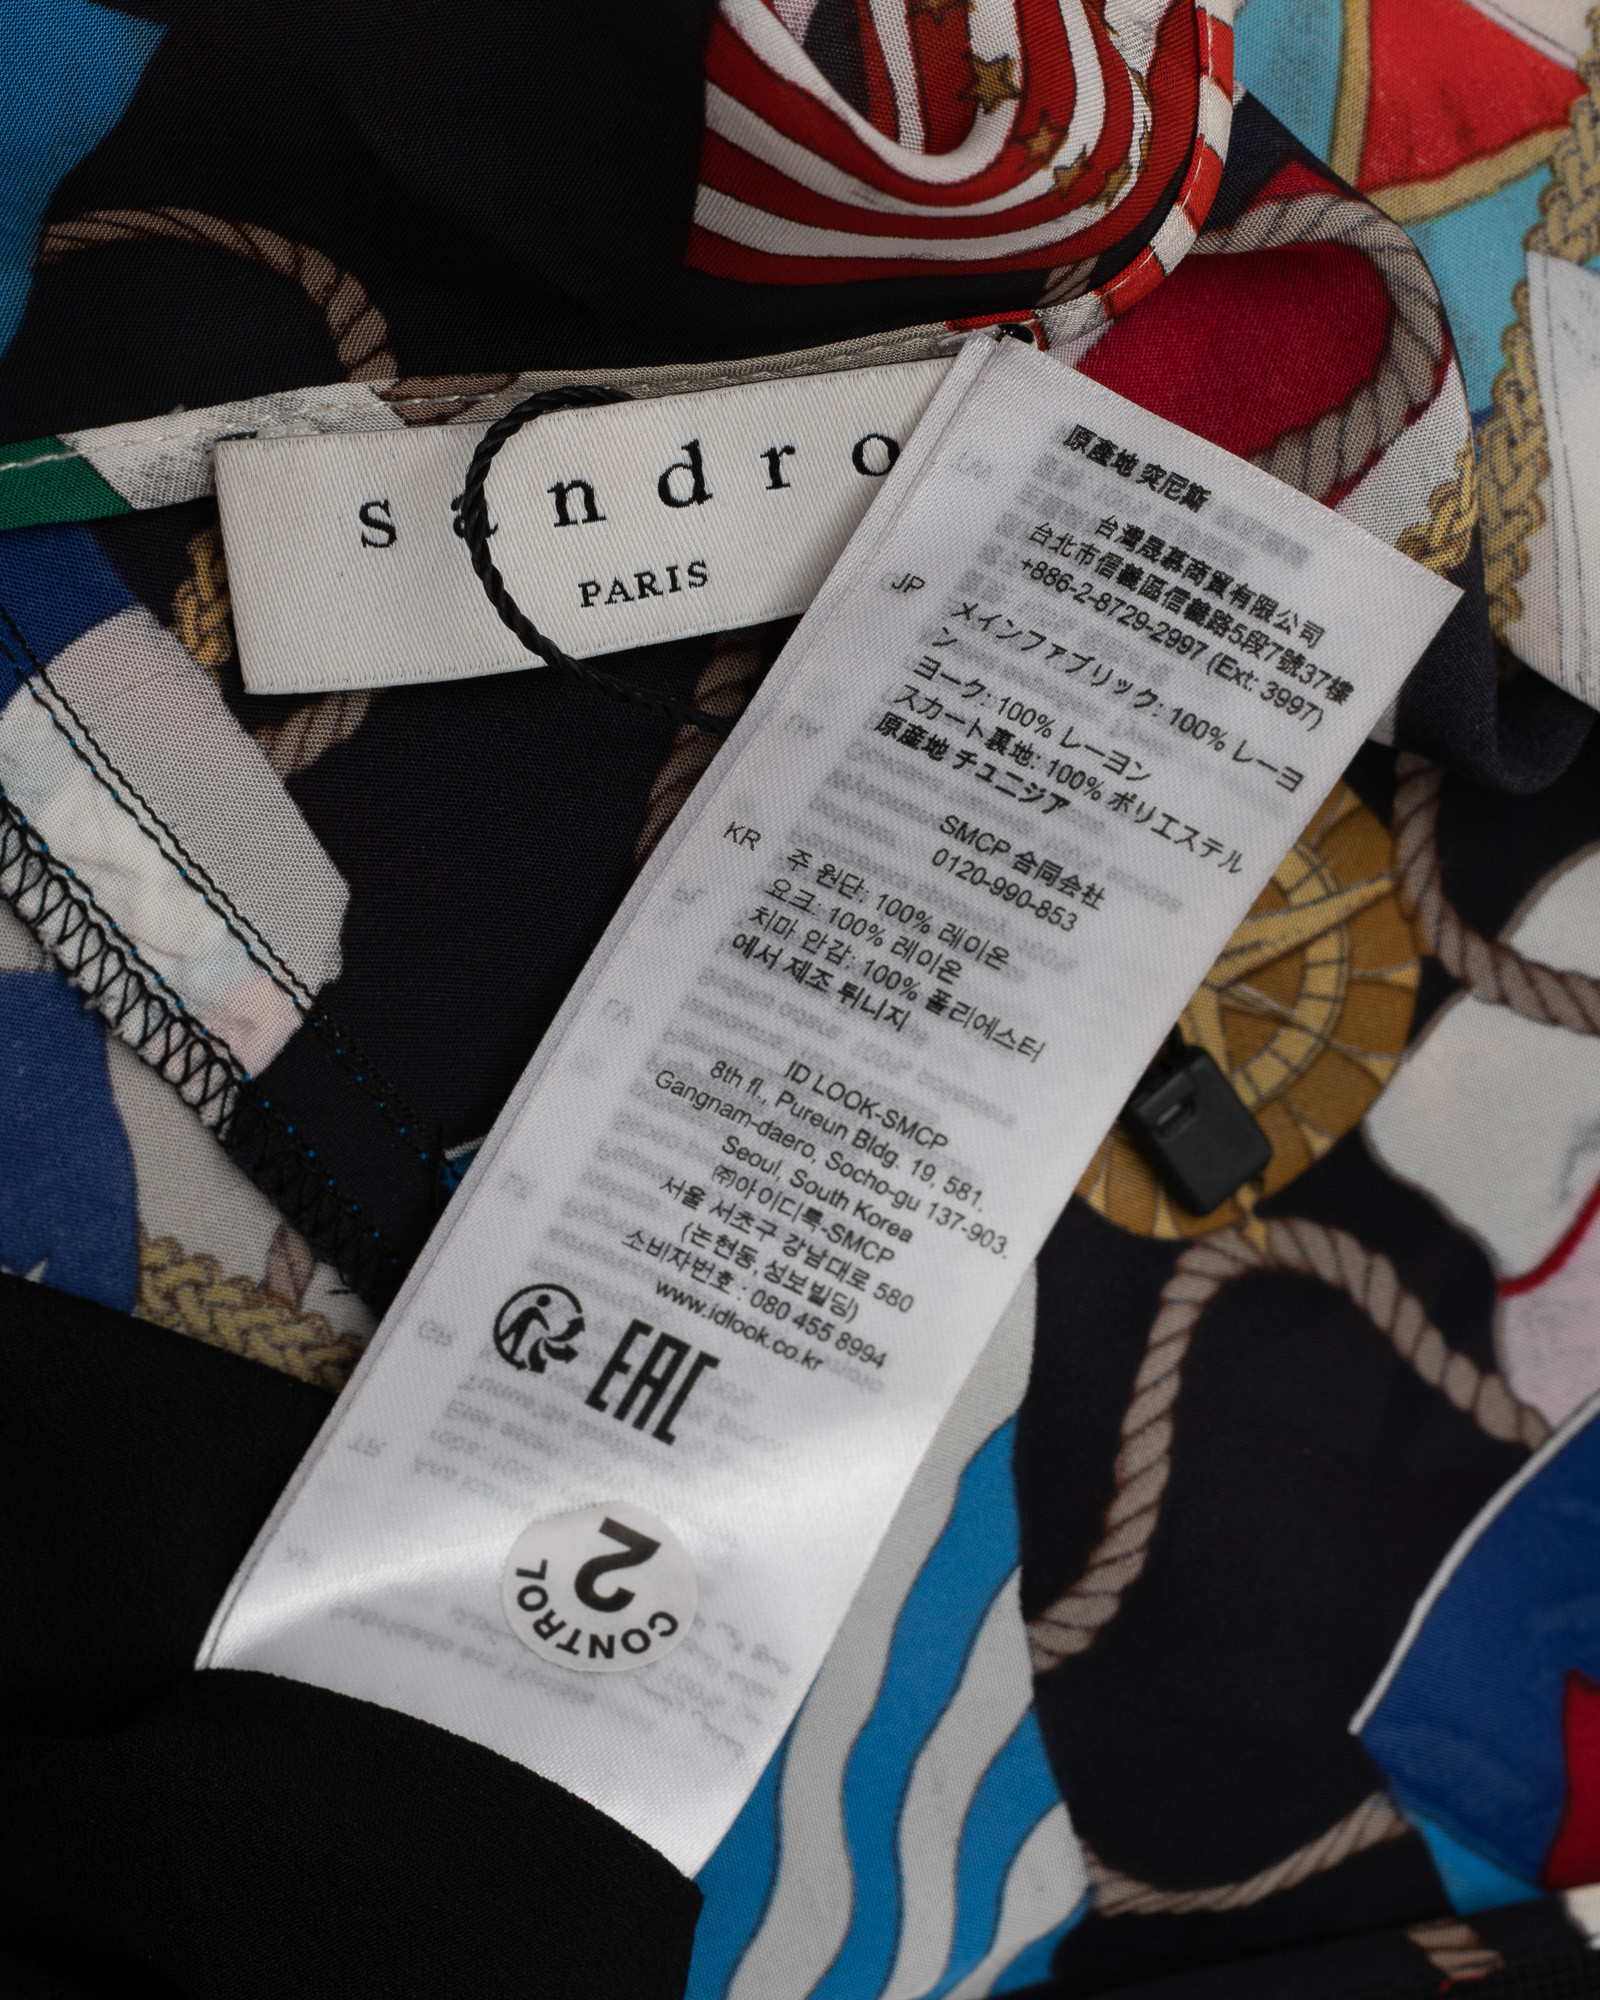 sandro
PARIS
原產地 突尼斯
台灣晟慕商貿有限公司
台北市信義區信義路5段7號37樓
+886-2-8729-2997 (Ext: 3997)
JP
メインファブリック: 100% レーヨ
ン
ヨーク: 100% レーヨン
スカート裏地: 100% ポリエステル
原産地 チュニジア
SMCP 合同会社
0120-990-853
KR
주 원단: 100% 레이온
요크: 100% 레이온
치마 안감: 100% 폴리에스터
에서 제조 튀니지
ID LOOK-SMCP
8th fl., Pureun Bldg. 19, 581.
Gangnam-daero, Socho-gu 137-903.
Seoul, South Korea
㈜아이디룩-SMCP
서울 서초구 강남대로 580
(논현동,성보빌딩)
소비자번호 : 080 455 8994
www.idlook.co.kr
EAC
2
CONTROL